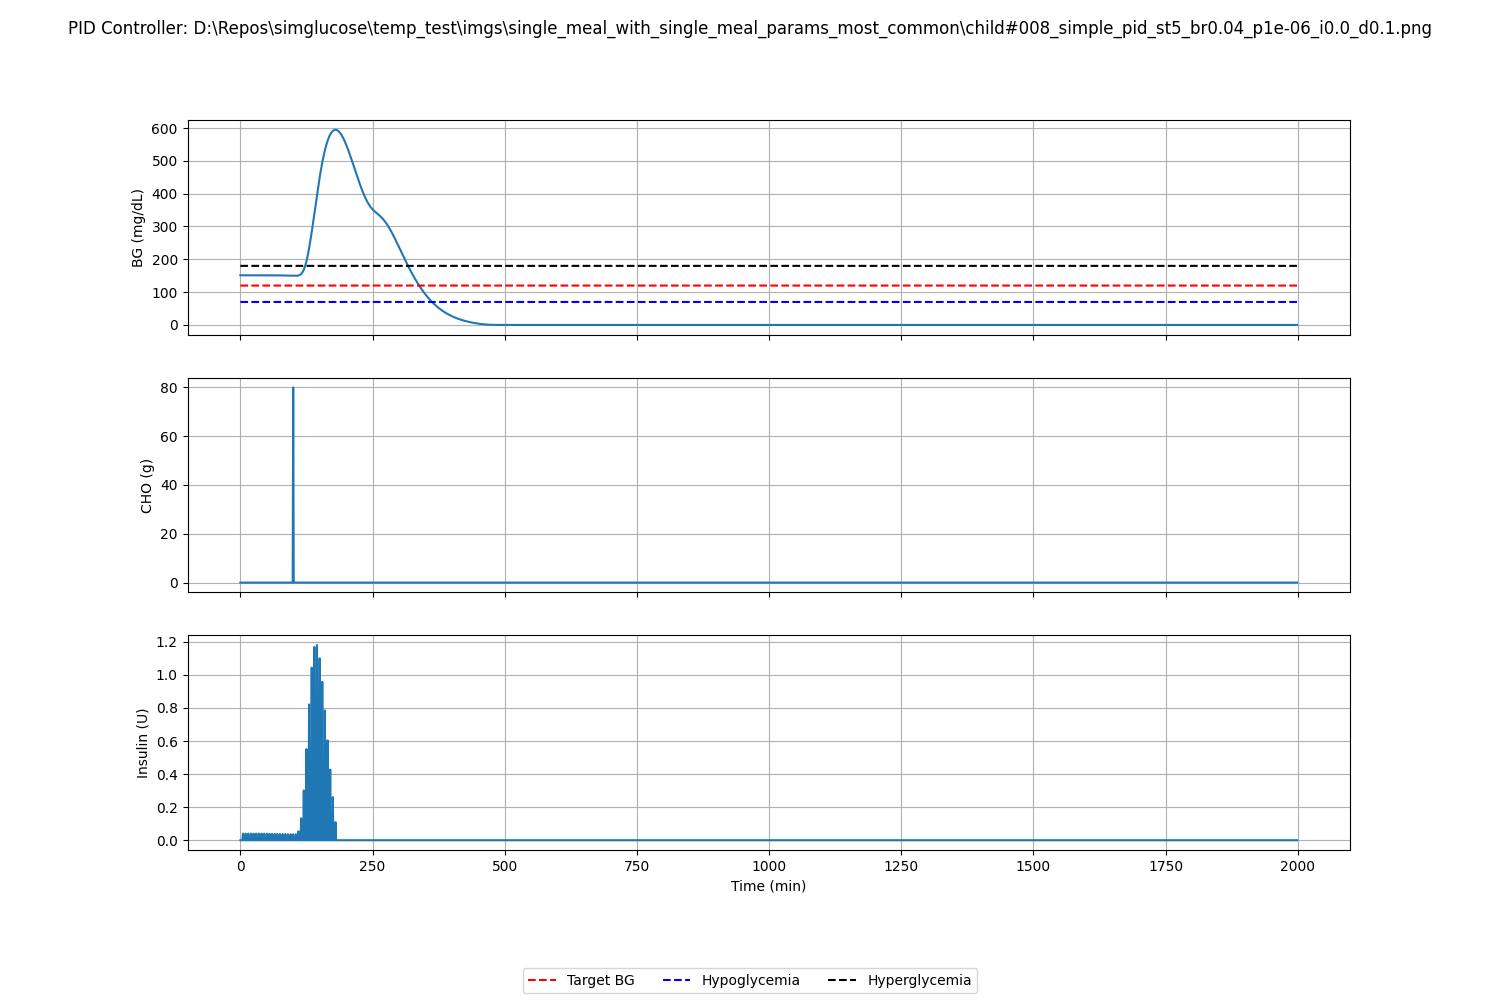 PID Controller: D:\Repos\simglucose\temp_test\imgs\single_meal_with_single_meal_params_most_common\child#008_simple_pid_st5_br0.04_p1e-06_i0.0_d0.1.png
BG (mg/dL)
600
500
400
300
200
100
0
CHO (g)
80
60
40
20
0
Insulin (U)
1.2
1.0
0.8
0.6
0.4
0.2
0.0
0 250 500 750 1000 1250 1500 1750 2000
Time (min)
Target BG Hypoglycemia Hyperglycemia